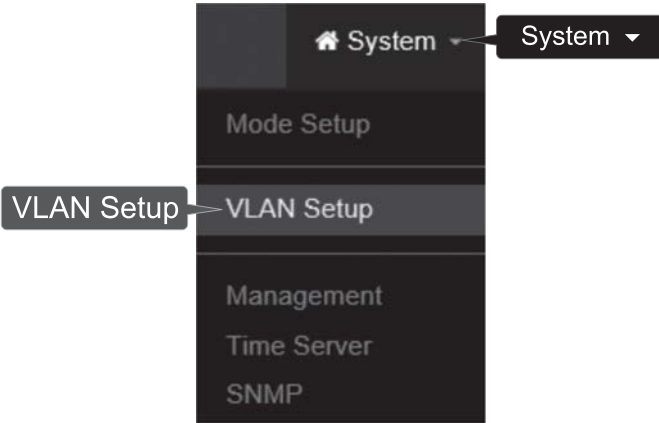 System
System
Mode Setup
VLAN Setup
VLAN Setup
Management
Time Server
SNMP